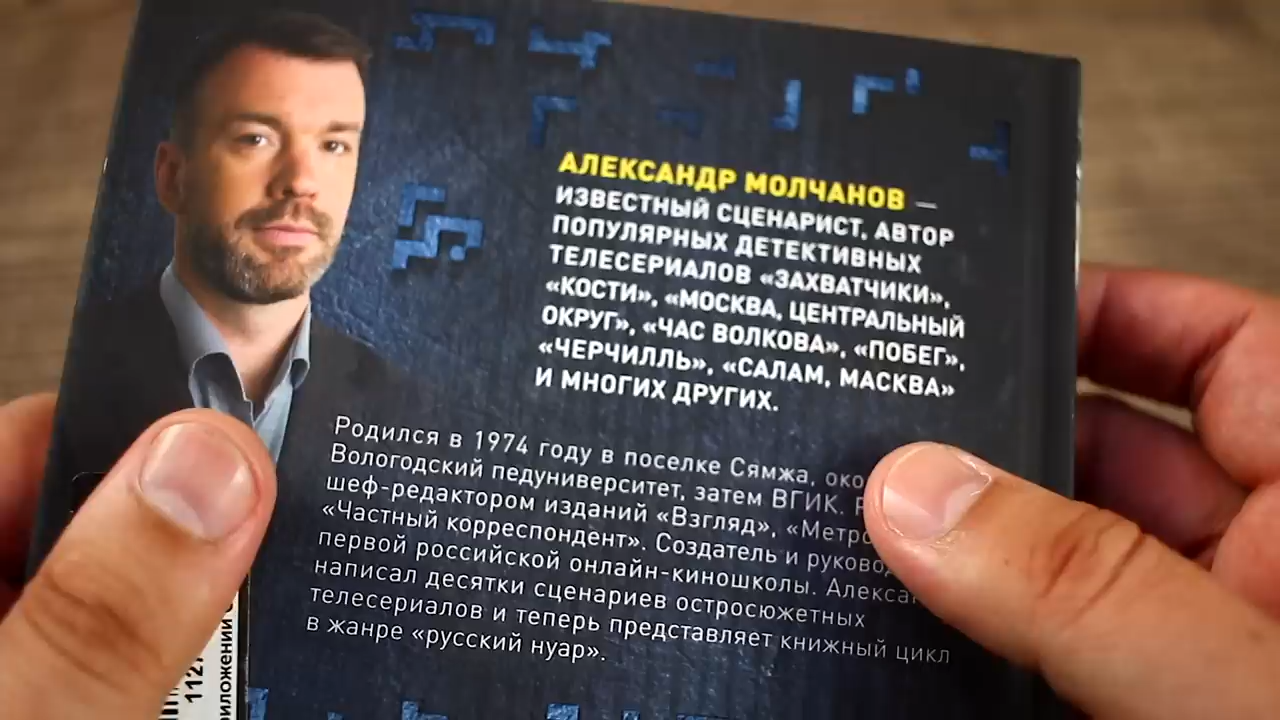 АЛЕКСАНДР МОЛЧАНОВ —
ИЗВЕСТНЫЙ СЦЕНАРИСТ, АВТОР
ПОПУЛЯРНЫХ ДЕТЕКТИВНЫХ
ТЕЛЕСЕРИАЛОВ «ЗАХВАТЧИКИ»,
«КОСТИ», «МОСКВА, ЦЕНТРАЛЬНЫЙ
ОКРУГ», «ЧАС ВОЛКОВА», «ПОБЕГ»,
«ЧЕРЧИЛЛЬ», «САЛАМ, МАСКВА»
И МНОГИХ ДРУГИХ.
Родился в 1974 году в поселке Сямжа,
Вологодский педуниверситет, затем ВГИК.
шеф-редактором изданий «Взгляд»,
«Частный корреспондент». Создатель и
первой российской онлайн-киношколы.
написал десятки сценариев остросюжетных
телесериалов и теперь представляет книжный цикл
в жанре «русский нуар».